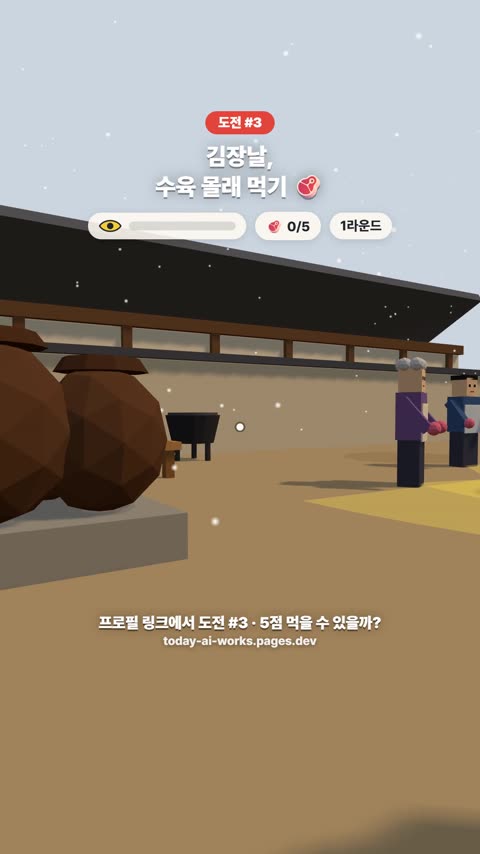 도전 #3
김장날,
수육 몰래 먹기
0/5
1라운드
프로필 링크에서 도전 #3 · 5점 먹을 수 있을까?
today-ai-works.pages.dev